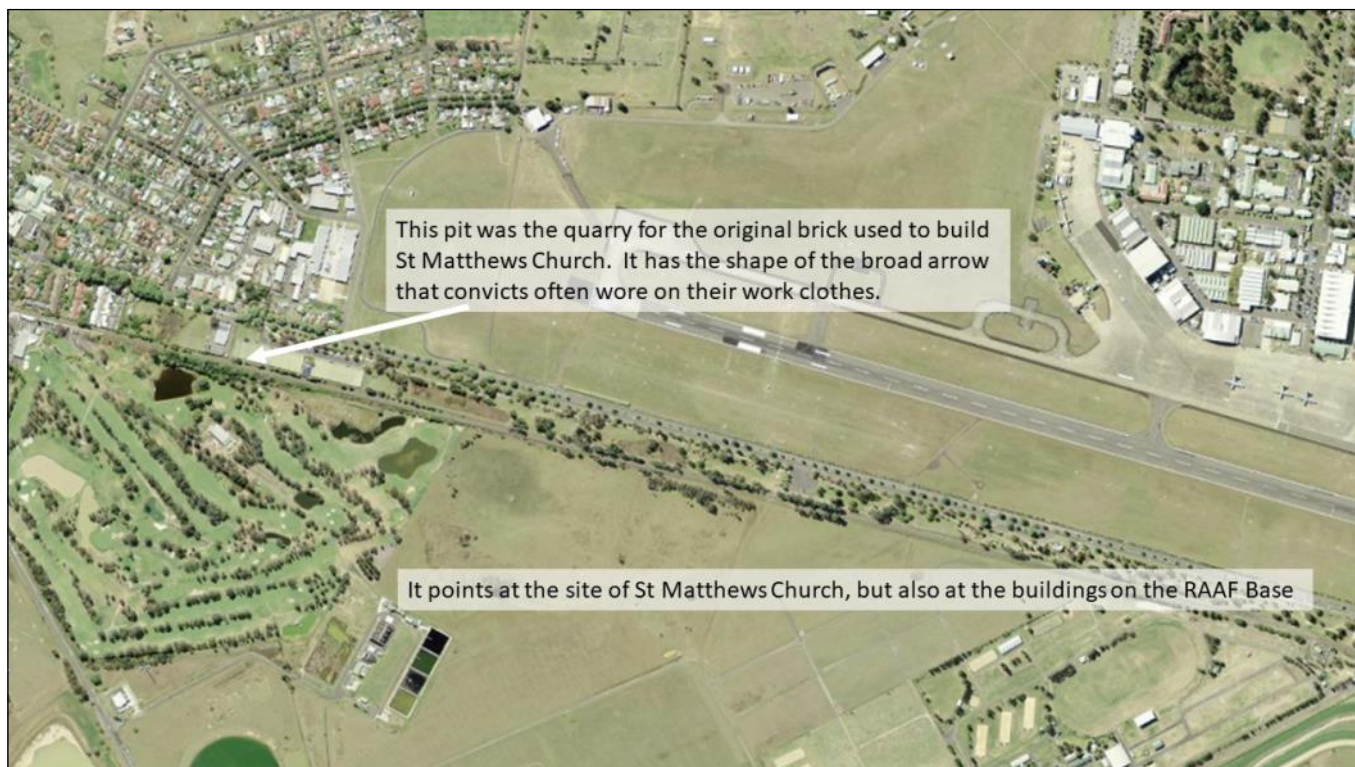 This pit was the quarry for the original brick used to build
St Matthews Church.  It has the shape of the broad arrow
that convicts often wore on their work clothes.
It points at the site of St Matthews Church, but also at the buildings on the RAAF Base